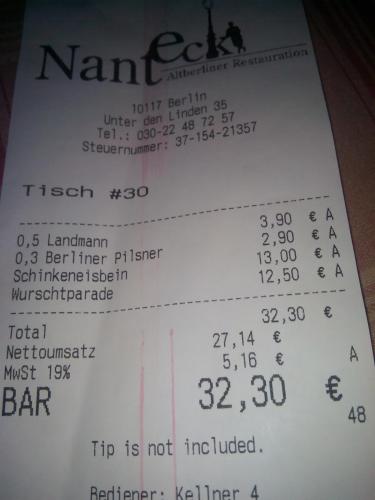 Nanteeck
Altberliner Restauration
10117 Berlin
Unter den Linden 35
Tel.: 030-22 48 72 57
Steuernummer: 37-154-21357
Tisch #30
0,5 Landmann 3,90 € A
0,3 Berliner Pilsner 2,90 € A
Schinkeneisbein 13,00 € A
Wurschtparade 12,50 € A
Total 32,30 €
Nettoumsatz 27,14 €
MwSt 19% 5,16 € A
BAR 32,30 €
48
Tip is not included.
Bediener: Kellner 4